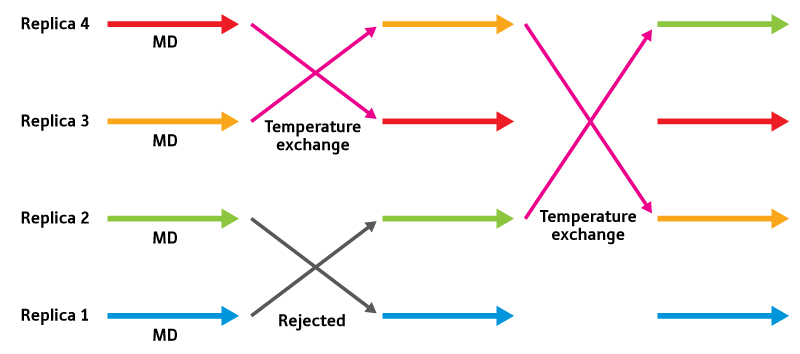 Replica 4
MD
Replica 3
MD
Temperature
exchange
Replica 2
MD
Temperature
exchange
Replica 1
MD
Rejected